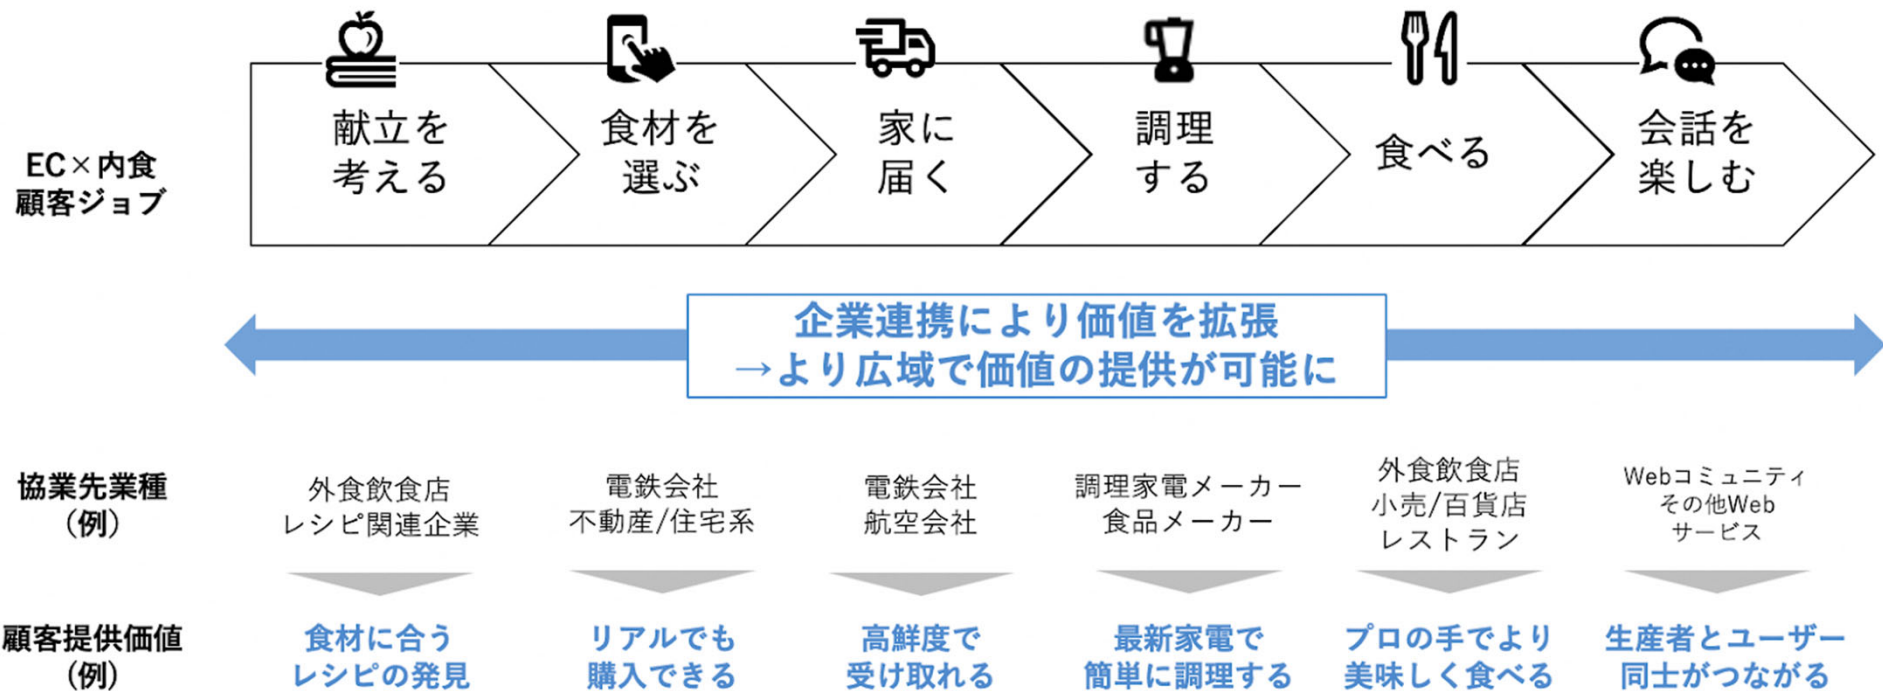 EC×内食
顧客ジョブ
献立を
考える
食材を
選ぶ
家に
届く
調理
する
食べる
会話を
楽しむ
企業連携により価値を拡張
→より広域で価値の提供が可能に
協業先業種
（例）
外食飲食店
レシピ関連企業
電鉄会社
不動産/住宅系
電鉄会社
航空会社
調理家電メーカー
食品メーカー
外食飲食店
小売/百貨店
レストラン
Webコミュニティ
その他Web
サービス
顧客提供価値
（例）
食材に合う
レシピの発見
リアルでも
購入できる
高鮮度で
受け取れる
最新家電で
簡単に調理する
プロの手でより
美味しく食べる
生産者とユーザー
同士がつながる